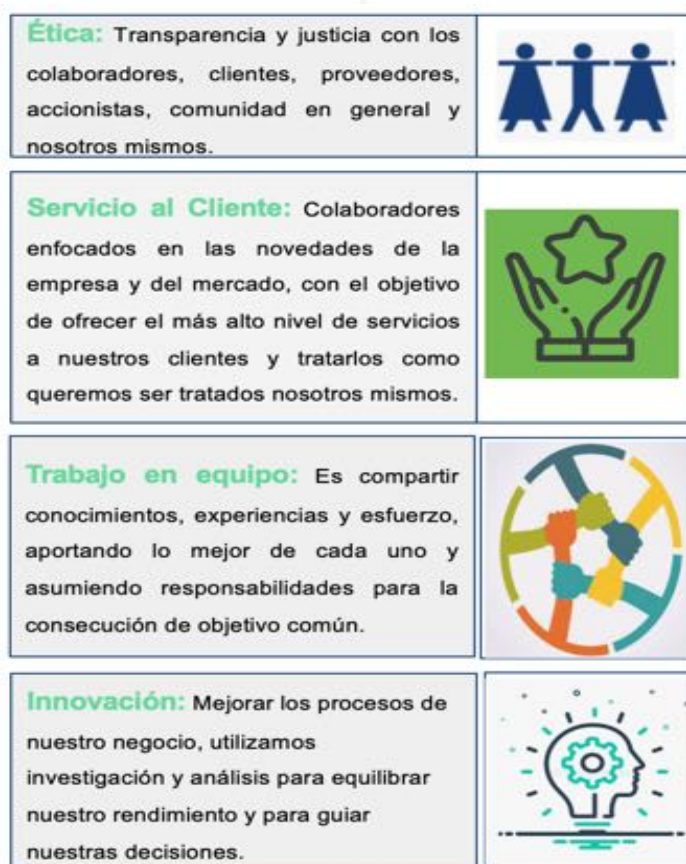 Ética: Transparencia y justicia con los
colaboradores, clientes, proveedores,
accionistas, comunidad en general y
nosotros mismos.
Servicio al Cliente: Colaboradores
enfocados en las novedades de la
empresa y del mercado, con el objetivo
de ofrecer el más alto nivel de servicios
a nuestros clientes y tratarlos como
queremos ser tratados nosotros mismos.
Trabajo en equipo: Es compartir
conocimientos, experiencias y esfuerzo,
aportando lo mejor de cada uno y
asumiendo responsabilidades para la
consecución de objetivo común.
Innovación: Mejorar los procesos de
nuestro negocio, utilizamos
investigación y análisis para equilibrar
nuestro rendimiento y para guiar
nuestras decisiones.